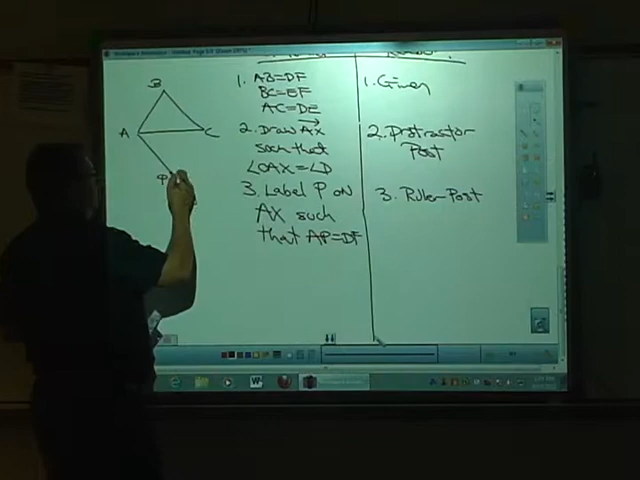 B
A
C
P
1. AB=DF
BC=EF
AC=DE
2. Draw AX
such that
∠OAX=∠D
3. Label P on
AX such
that AP=DF
1. Given
2. Protractor
Post
3. Ruler Post